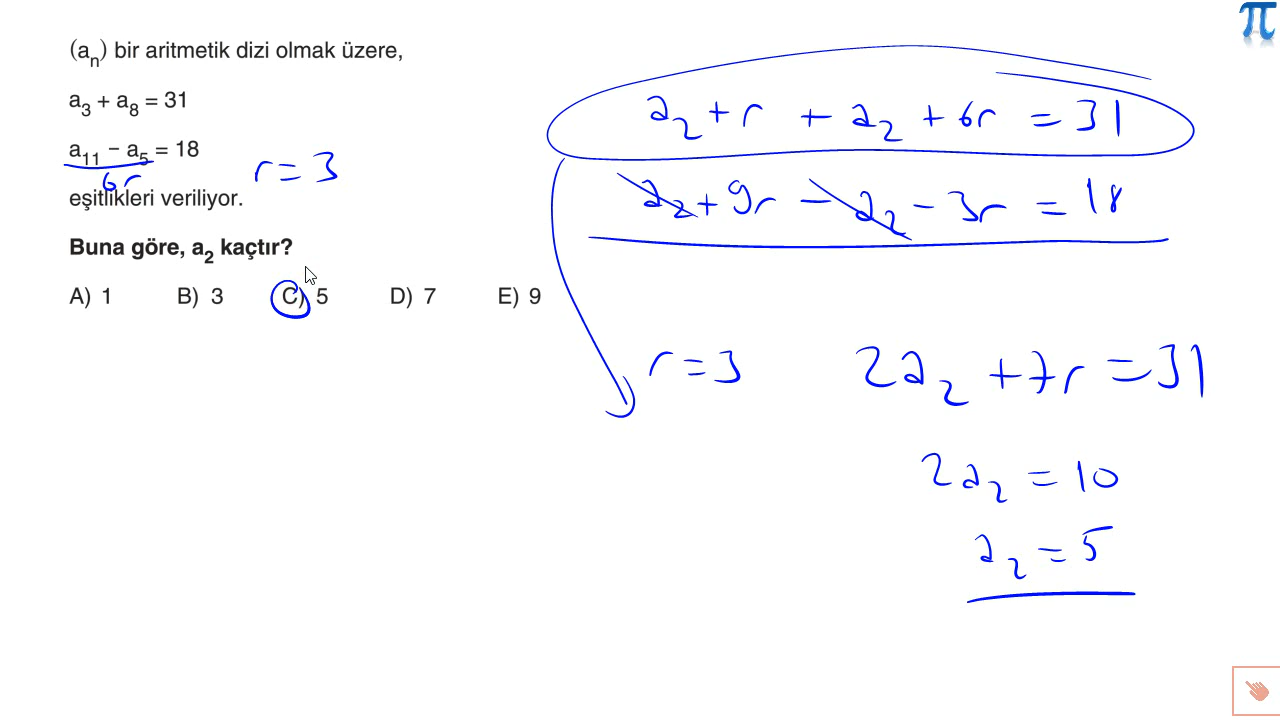 (aₙ) bir aritmetik dizi olmak üzere,
a₃ + a₈ = 31
a₁₁ − a₅ = 18
6r
r = 3
eşitlikleri veriliyor.
Buna göre, a₂ kaçtır?
A) 1 B) 3 C) 5 D) 7 E) 9
a₂ + r + a₂ + 6r = 31
a₂ + 9r − a₂ − 3r = 18
r = 3 2a₂ + 7r = 31
2a₂ = 10
a₂ = 5
π